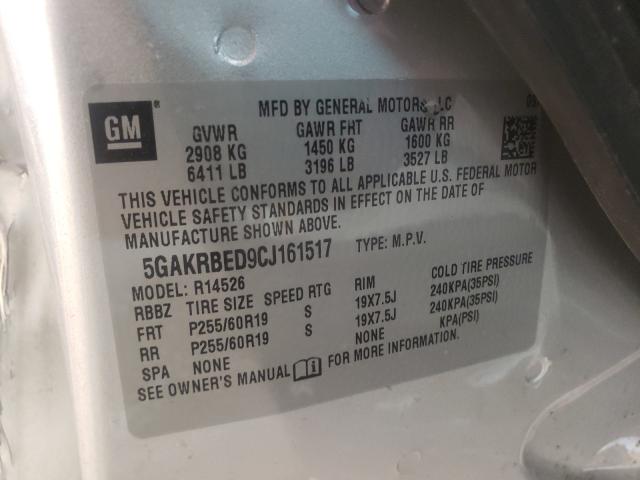 GM ®
MFD BY GENERAL MOTORS LLC
GVWR GAWR FHT GAWR RR
2908 KG 1450 KG 1600 KG
6411 LB 3196 LB 3527 LB
THIS VEHICLE CONFORMS TO ALL APPLICABLE U.S. FEDERAL MOTOR
VEHICLE SAFETY STANDARDS IN EFFECT ON THE DATE OF
MANUFACTURE SHOWN ABOVE.
5GAKRBED9CJ161517 TYPE: M.P.V.
MODEL: R14526
RBBZ TIRE SIZE SPEED RTG RIM COLD TIRE PRESSURE
FRT P255/60R19 S 19X7.5J 240KPA(35PSI)
RR P255/60R19 S 19X7.5J 240KPA(35PSI)
SPA NONE NONE KPA(PSI)
SEE OWNER'S MANUAL FOR MORE INFORMATION.